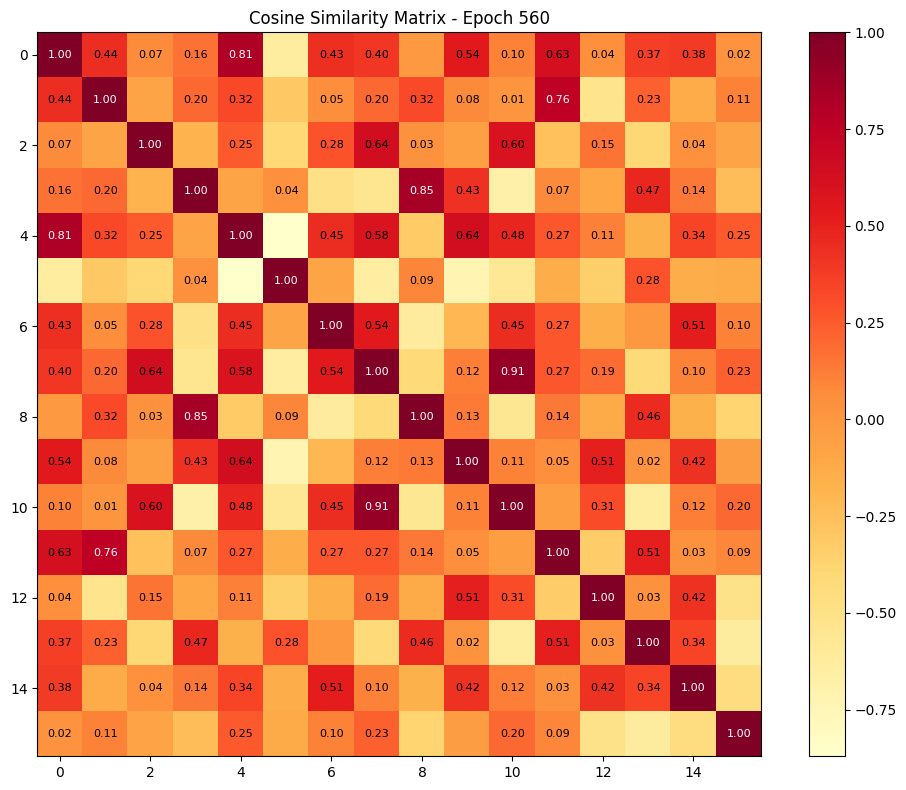 Cosine Similarity Matrix - Epoch 560
0 1.00 0.44 0.07 0.16 0.81 0.43 0.40 0.54 0.10 0.63 0.04 0.37 0.38 0.02 1.00
0.44 1.00 0.20 0.32 0.05 0.20 0.32 0.08 0.01 0.76 0.23 0.11
2 0.07 1.00 0.25 0.28 0.64 0.03 0.60 0.15 0.04 0.75
0.16 0.20 1.00 0.04 0.85 0.43 0.07 0.47 0.14
4 0.81 0.32 0.25 1.00 0.45 0.58 0.64 0.48 0.27 0.11 0.34 0.25 0.50
0.04 1.00 0.09 0.28
6 0.43 0.05 0.28 0.45 1.00 0.54 0.45 0.27 0.51 0.10 0.25
0.40 0.20 0.64 0.58 0.54 1.00 0.12 0.91 0.27 0.19 0.10 0.23
8 0.32 0.03 0.85 0.09 1.00 0.13 0.14 0.46 0.00
0.54 0.08 0.43 0.64 0.12 0.13 1.00 0.11 0.05 0.51 0.02 0.42
10 0.10 0.01 0.60 0.48 0.45 0.91 0.11 1.00 0.31 0.12 0.20 −0.25
0.63 0.76 0.07 0.27 0.27 0.27 0.14 0.05 1.00 0.51 0.03 0.09
12 0.04 0.15 0.11 0.19 0.51 0.31 1.00 0.03 0.42 −0.50
0.37 0.23 0.47 0.28 0.46 0.02 0.51 0.03 1.00 0.34
14 0.38 0.04 0.14 0.34 0.51 0.10 0.42 0.12 0.03 0.42 0.34 1.00 −0.75
0.02 0.11 0.25 0.10 0.23 0.20 0.09 1.00
0 2 4 6 8 10 12 14